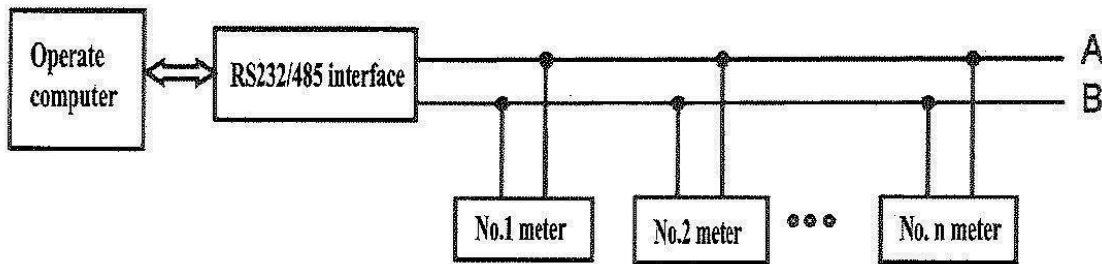 Operate
computer
RS232/485 interface
A
B
No.1 meter
No.2 meter
No. n meter